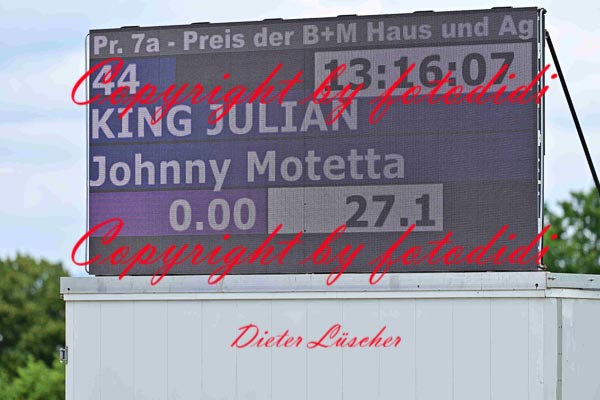 Pr. 7a - Preis der B+M Haus und Ag
44 13:16:07
Copyright by fotodidi
KING JULIAN
Johnny Motetta
0.00 27.1
Copyright by fotodidi
Dieter Lüscher